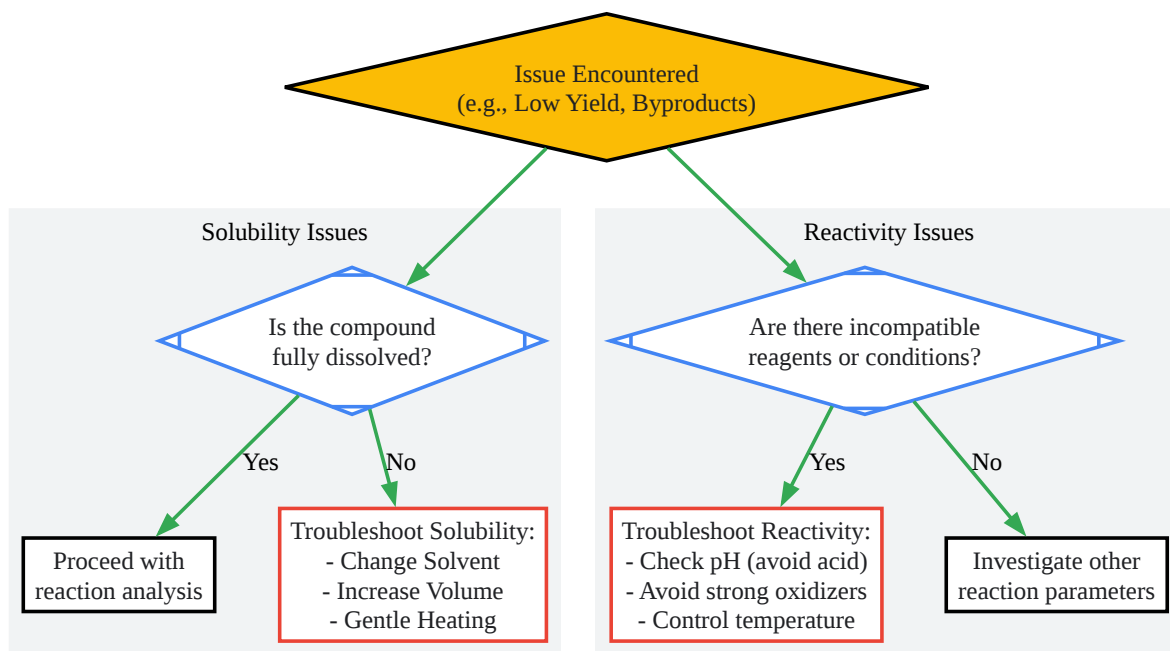 Issue Encountered
(e.g., Low Yield, Byproducts)
Solubility Issues
Is the compound
fully dissolved?
Yes
No
Proceed with
reaction analysis
Troubleshoot Solubility:
- Change Solvent
- Increase Volume
- Gentle Heating
Reactivity Issues
Are there incompatible
reagents or conditions?
Yes
No
Troubleshoot Reactivity:
- Check pH (avoid acid)
- Avoid strong oxidizers
- Control temperature
Investigate other
reaction parameters